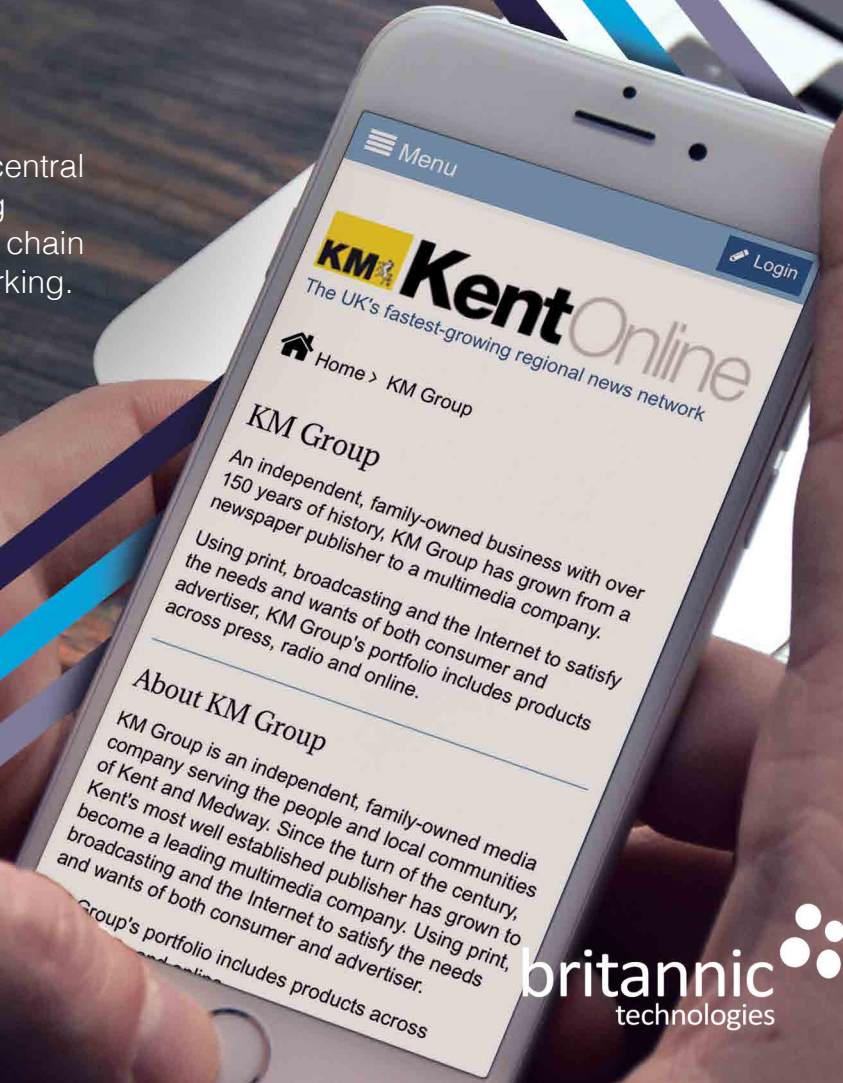 central
chain
rking.
Menu
Login
KM KentOnline
The UK's fastest-growing regional news network
Home > KM Group
KM Group
An independent, family-owned business with over
150 years of history, KM Group has grown from a
newspaper publisher to a multimedia company.
Using print, broadcasting and the Internet to satisfy
the needs and wants of both consumer and
advertiser, KM Group's portfolio includes products
across press, radio and online.
About KM Group
KM Group is an independent, family-owned media
company serving the people and local communities
of Kent and Medway. Since the turn of the century,
Kent's most well established publisher has grown to
become a leading multimedia company. Using print,
broadcasting and the Internet to satisfy the needs
and wants of both consumer and advertiser.
Group's portfolio includes products across
britannic
technologies